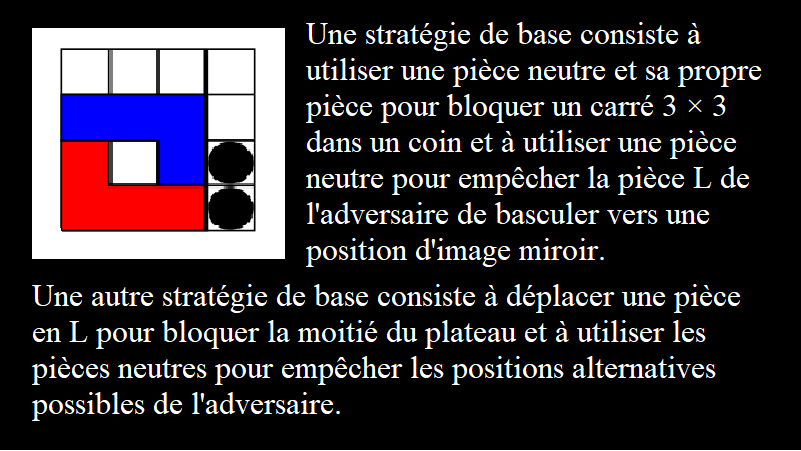 Une stratégie de base consiste à
utiliser une pièce neutre et sa propre
pièce pour bloquer un carré 3 × 3
dans un coin et à utiliser une pièce
neutre pour empêcher la pièce L de
l'adversaire de basculer vers une
position d'image miroir.
Une autre stratégie de base consiste à déplacer une pièce
en L pour bloquer la moitié du plateau et à utiliser les
pièces neutres pour empêcher les positions alternatives
possibles de l'adversaire.